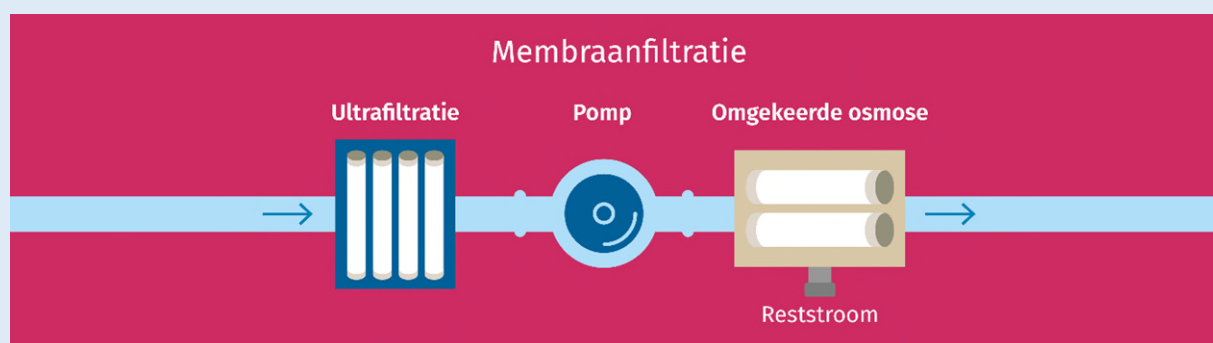 Membraanfiltratie
Ultrafiltratie
Pomp
Omgekeerde osmose
Reststroom